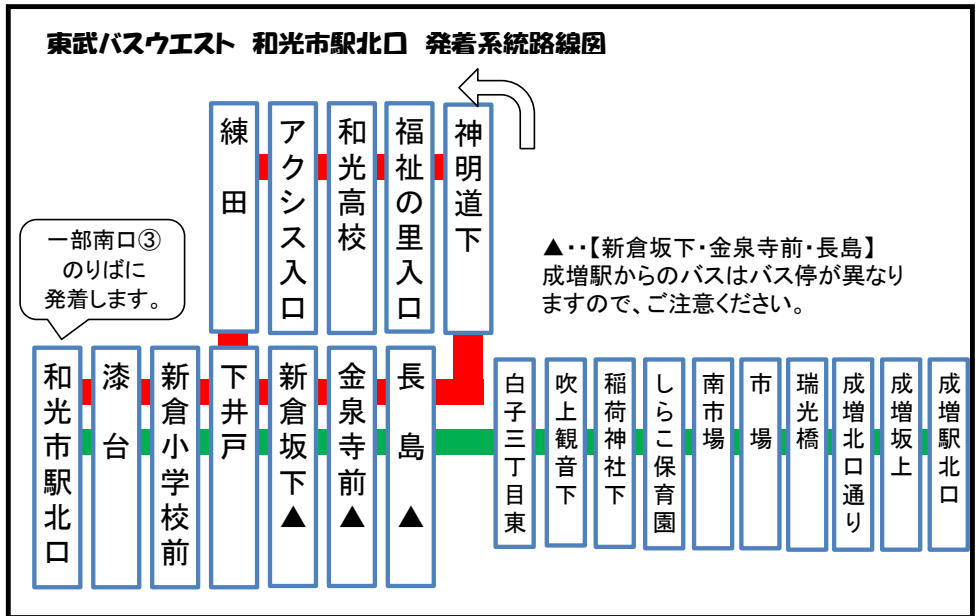 東武バスウエスト 和光市駅北口 発着系統路線図
練田
アクシス入口
和光高校
福祉の里入口
神明道下
一部南口③
のりばに
発着します。
▲‥【新倉坂下・金泉寺前・長島】
成増駅からのバスはバス停が異なり
ますので、ご注意ください。
和光市駅北口
漆台
新倉小学校前
下井戸
新倉坂下▲
金泉寺前▲
長島▲
白子三丁目東
吹上観音下
稲荷神社下
しらこ保育園
南市場
市場
瑞光橋
成増北口通り
成増坂上
成増駅北口